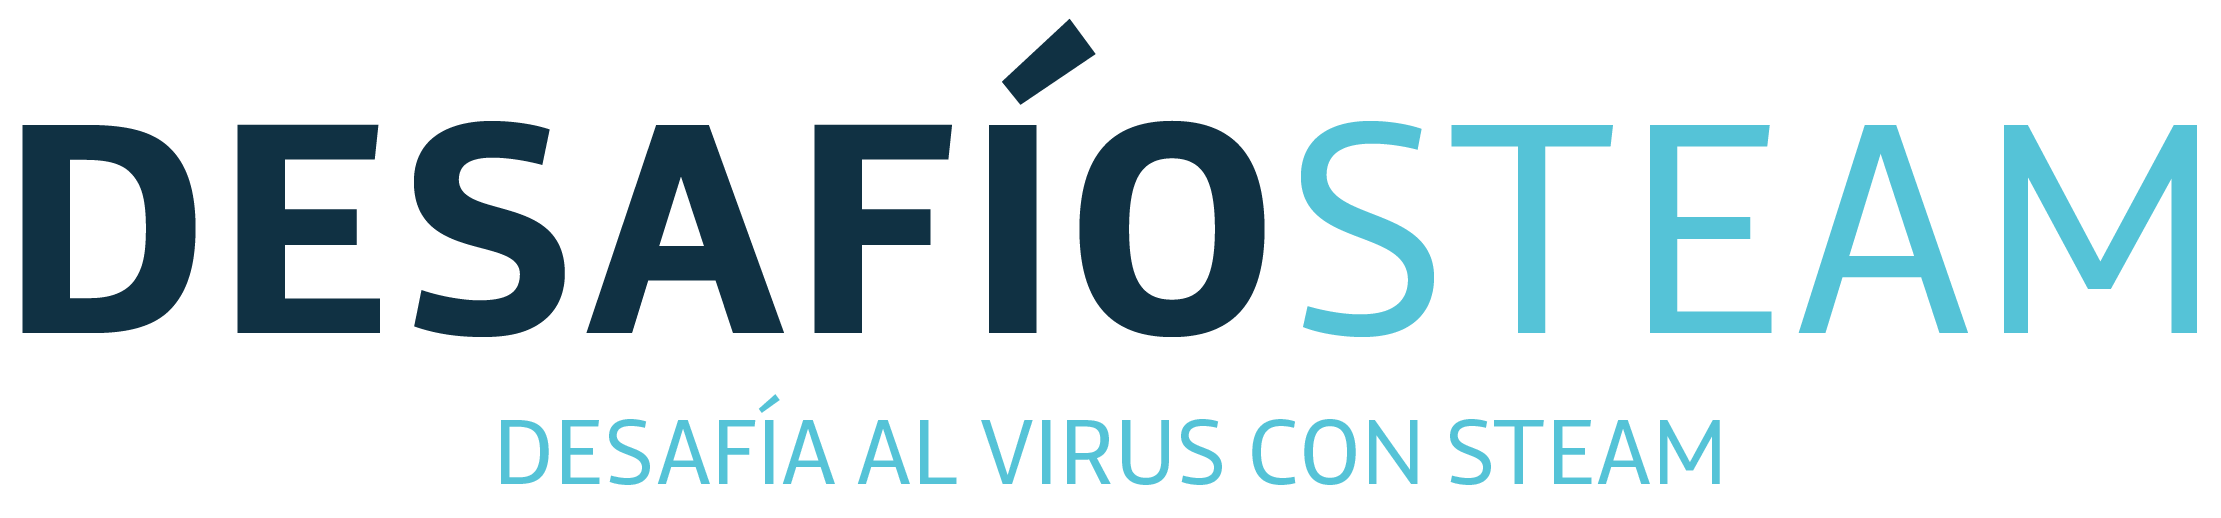 DESAFÍOSTEAM
DESAFÍA AL VIRUS CON STEAM